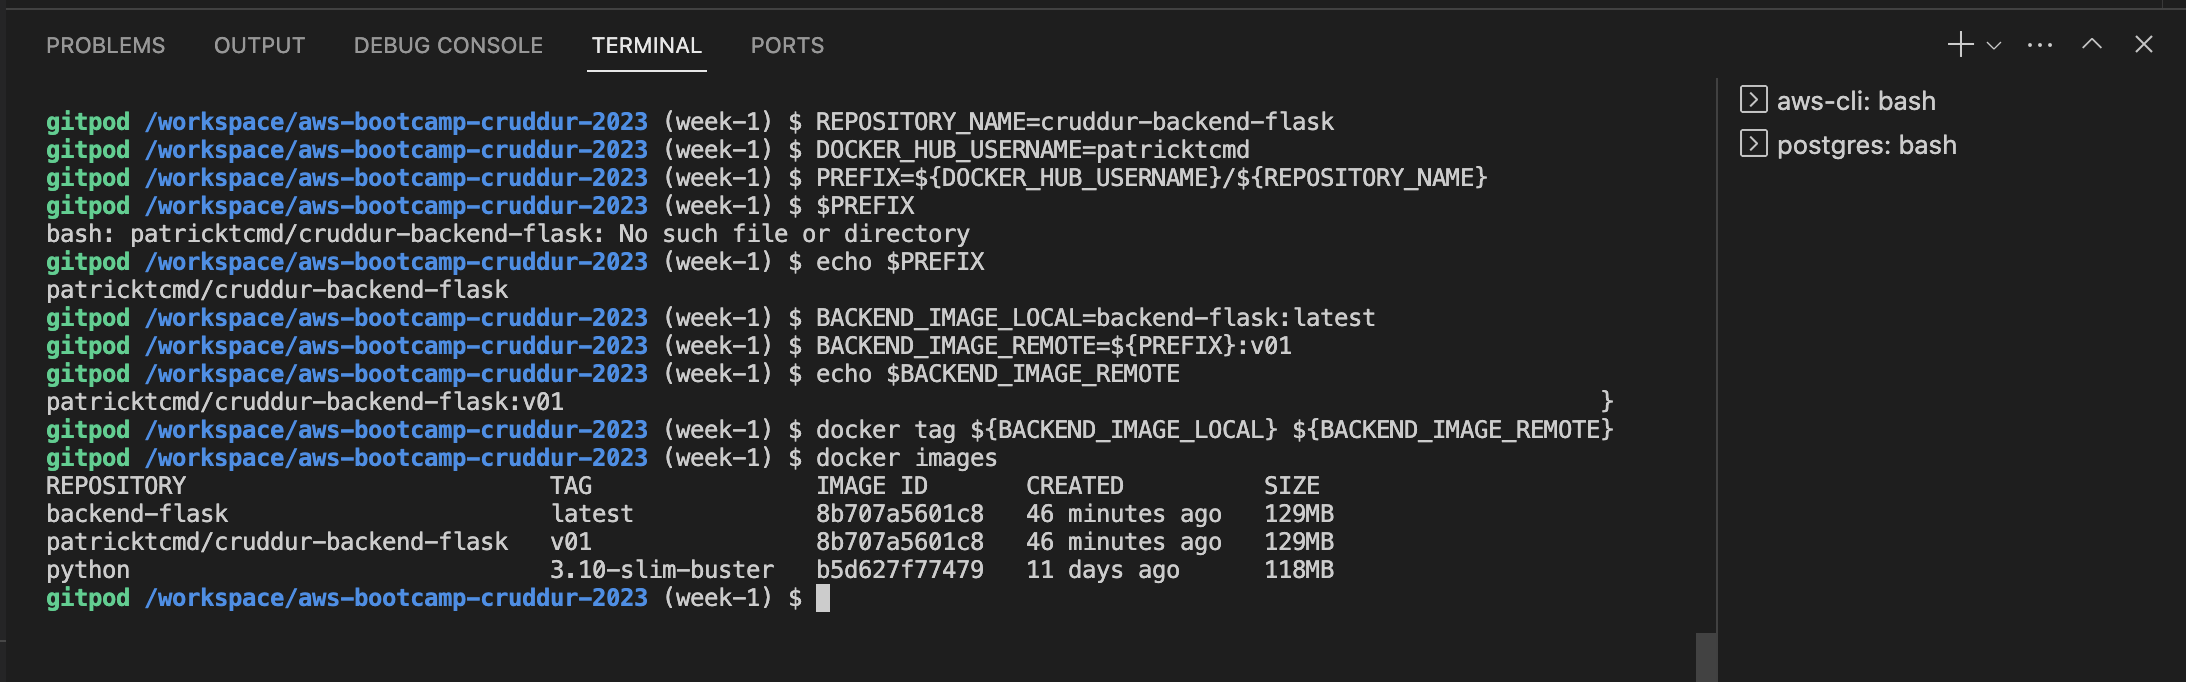 PROBLEMS OUTPUT DEBUG CONSOLE TERMINAL PORTS
gitpod /workspace/aws-bootcamp-cruddur-2023 (week-1) $ REPOSITORY_NAME=cruddur-backend-flask
gitpod /workspace/aws-bootcamp-cruddur-2023 (week-1) $ DOCKER_HUB_USERNAME=patricktcmd
gitpod /workspace/aws-bootcamp-cruddur-2023 (week-1) $ PREFIX=${DOCKER_HUB_USERNAME}/${REPOSITORY_NAME}
gitpod /workspace/aws-bootcamp-cruddur-2023 (week-1) $ $PREFIX
bash: patricktcmd/cruddur-backend-flask: No such file or directory
gitpod /workspace/aws-bootcamp-cruddur-2023 (week-1) $ echo $PREFIX
patricktcmd/cruddur-backend-flask
gitpod /workspace/aws-bootcamp-cruddur-2023 (week-1) $ BACKEND_IMAGE_LOCAL=backend-flask:latest
gitpod /workspace/aws-bootcamp-cruddur-2023 (week-1) $ BACKEND_IMAGE_REMOTE=${PREFIX}:v01
gitpod /workspace/aws-bootcamp-cruddur-2023 (week-1) $ echo $BACKEND_IMAGE_REMOTE
patricktcmd/cruddur-backend-flask:v01 }
gitpod /workspace/aws-bootcamp-cruddur-2023 (week-1) $ docker tag ${BACKEND_IMAGE_LOCAL} ${BACKEND_IMAGE_REMOTE}
gitpod /workspace/aws-bootcamp-cruddur-2023 (week-1) $ docker images
REPOSITORY TAG IMAGE ID CREATED SIZE
backend-flask latest 8b707a5601c8 46 minutes ago 129MB
patricktcmd/cruddur-backend-flask v01 8b707a5601c8 46 minutes ago 129MB
python 3.10-slim-buster b5d627f77479 11 days ago 118MB
gitpod /workspace/aws-bootcamp-cruddur-2023 (week-1) $
aws-cli: bash
postgres: bash